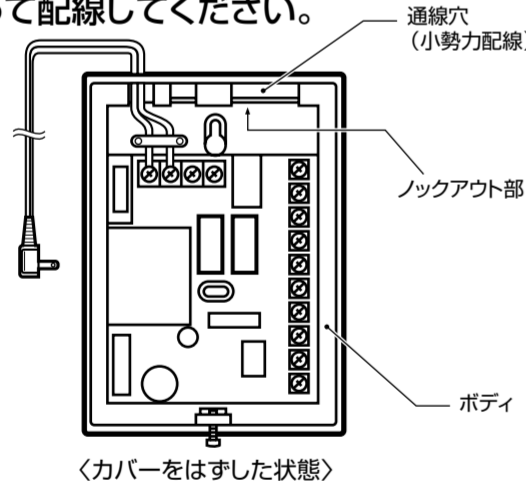 って配線してください。
通線穴
(小勢力配線)
ノックアウト部
ボディ
〈カバーをはずした状態〉